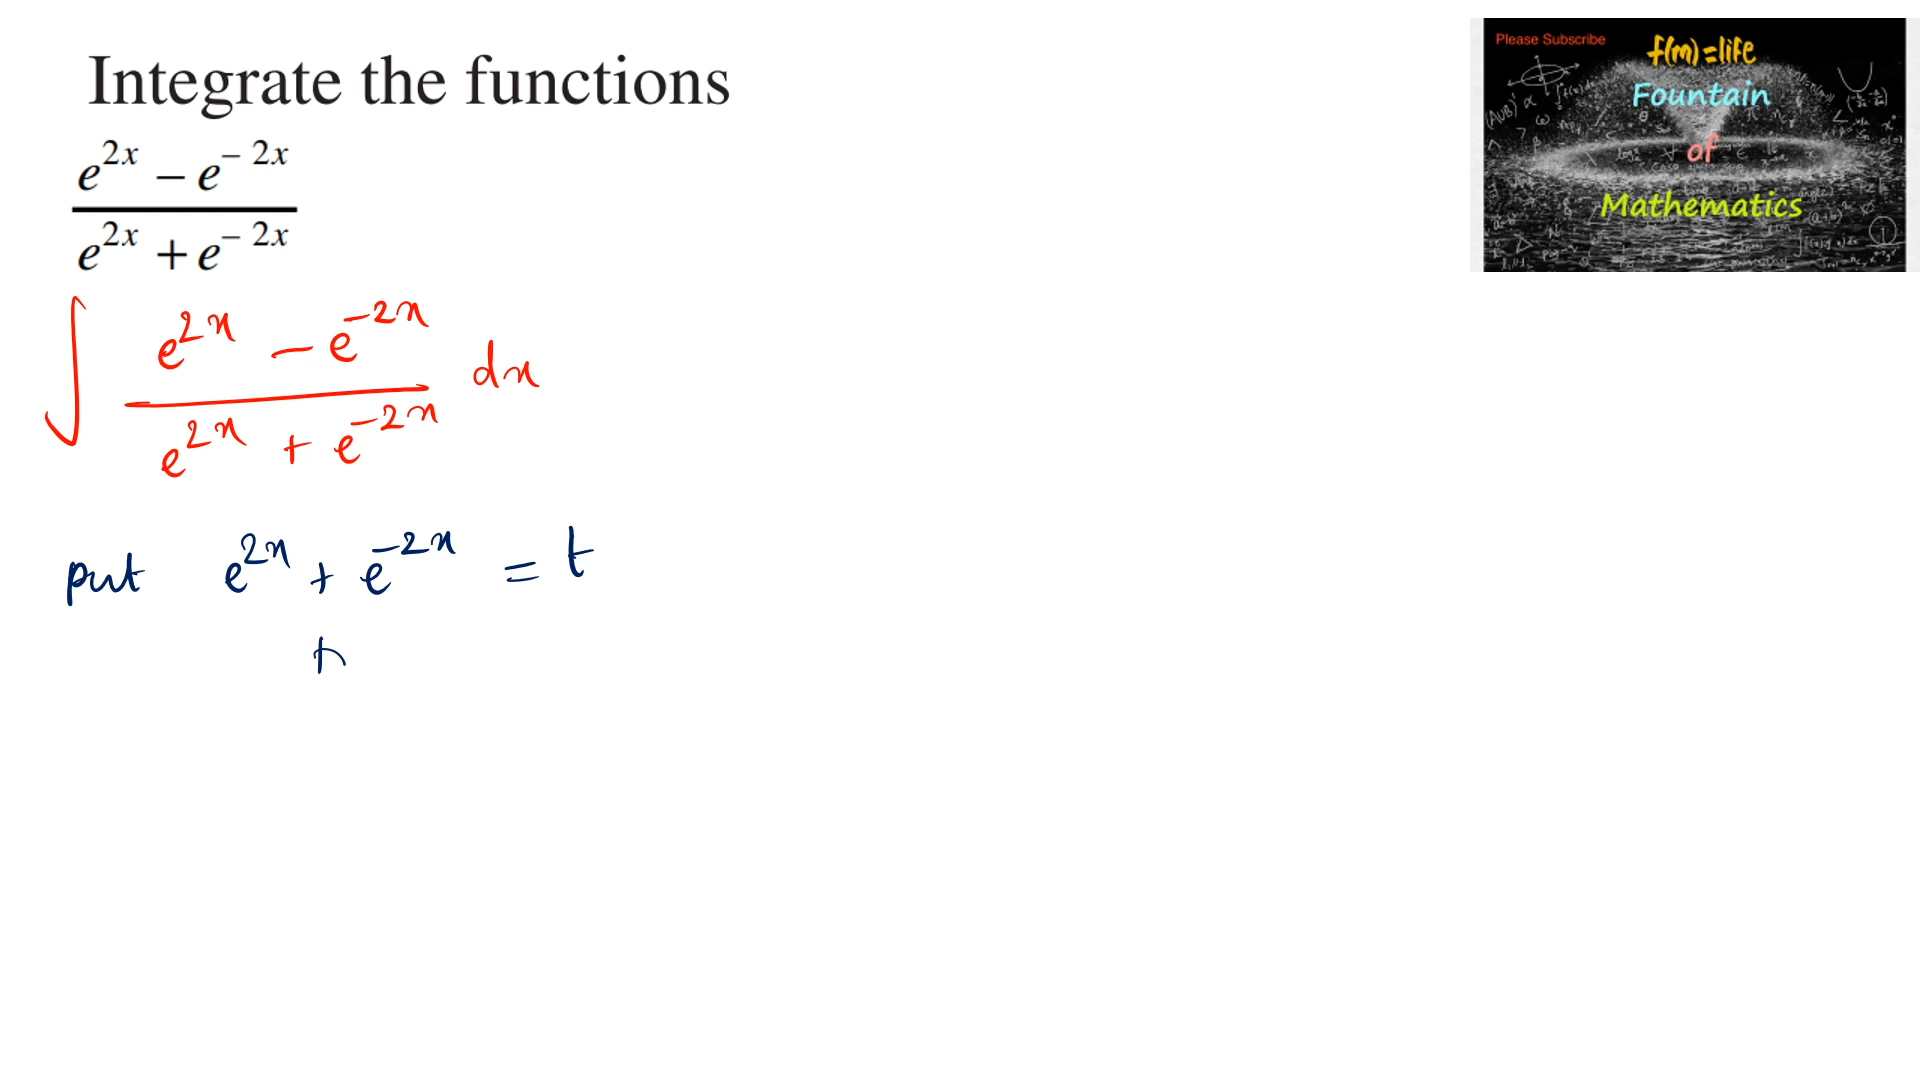 Integrate the functions
e^{2x} − e^{− 2x}
e^{2x} + e^{− 2x}
∫ e^{2x} − e^{−2x} dx
e^{2x} + e^{−2x}
put e^{2x} + e^{−2x} = t
Please Subscribe
f(m)=life
Fountain
of
Mathematics